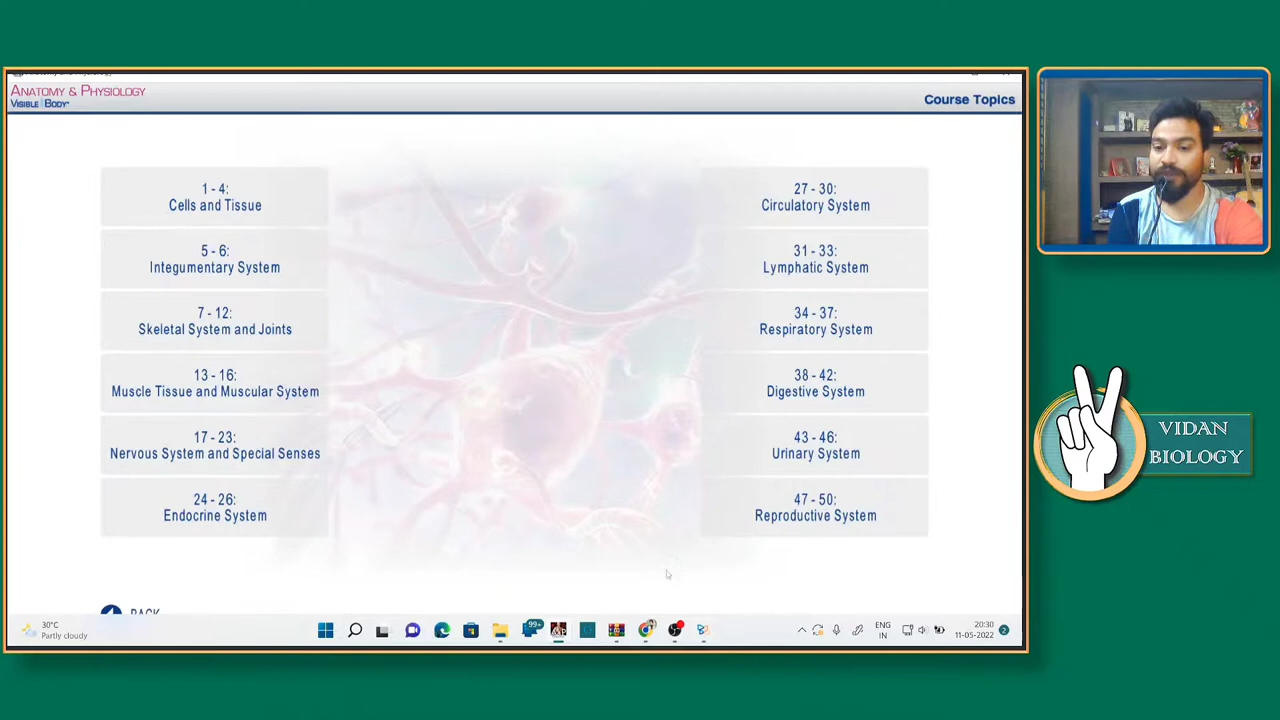 ANATOMY & PHYSIOLOGY
VISIBLE BODY
Course Topics
1 - 4:
Cells and Tissue
5 - 6:
Integumentary System
7 - 12:
Skeletal System and Joints
13 - 16:
Muscle Tissue and Muscular System
17 - 23:
Nervous System and Special Senses
24 - 26:
Endocrine System
27 - 30:
Circulatory System
31 - 33:
Lymphatic System
34 - 37:
Respiratory System
38 - 42:
Digestive System
43 - 46:
Urinary System
47 - 50:
Reproductive System
BACK
30°C
Partly cloudy
99+
ENG
IN
20:30
11-05-2022
2
VIDAN
BIOLOGY